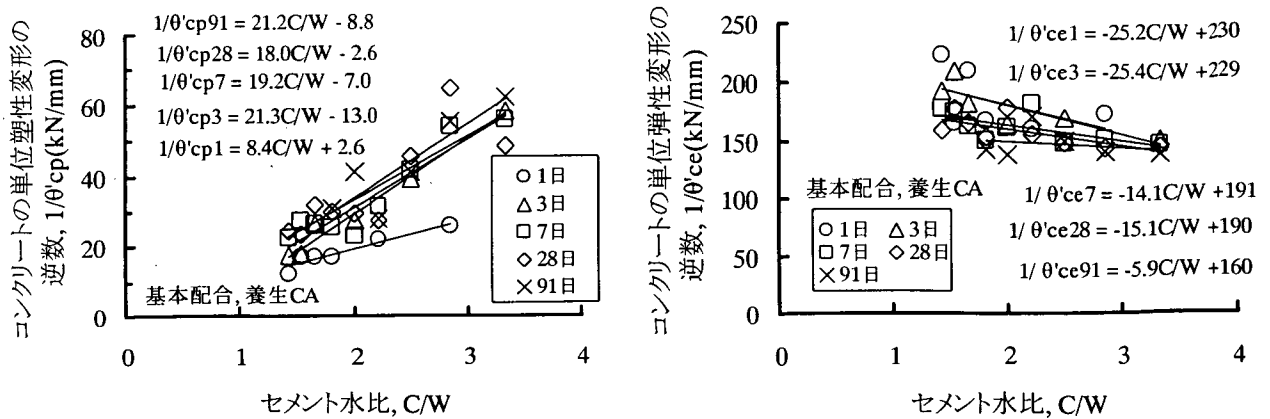 コンクリートの単位塑性変形の
逆数, 1/θ'cp(kN/mm)
80
60
40
20
0
1/θ'cp91 = 21.2C/W - 8.8
1/θ'cp28 = 18.0C/W - 2.6
1/θ'cp7 = 19.2C/W - 7.0
1/θ'cp3 = 21.3C/W - 13.0
1/θ'cp1 = 8.4C/W + 2.6
1日
3日
7日
28日
91日
基本配合, 養生CA
0 1 2 3 4
セメント水比, C/W
コンクリートの単位弾性変形の
逆数, 1/θ'ce(kN/mm)
250
200
150
100
50
0
1/ θ'ce1 = -25.2C/W +230
1/ θ'ce3 = -25.4C/W +229
基本配合, 養生CA
1日 3日
7日 28日
91日
1/ θ'ce7 = -14.1C/W +191
1/ θ'ce28 = -15.1C/W +190
1/ θ'ce91 = -5.9C/W +160
0 1 2 3 4
セメント水比, C/W